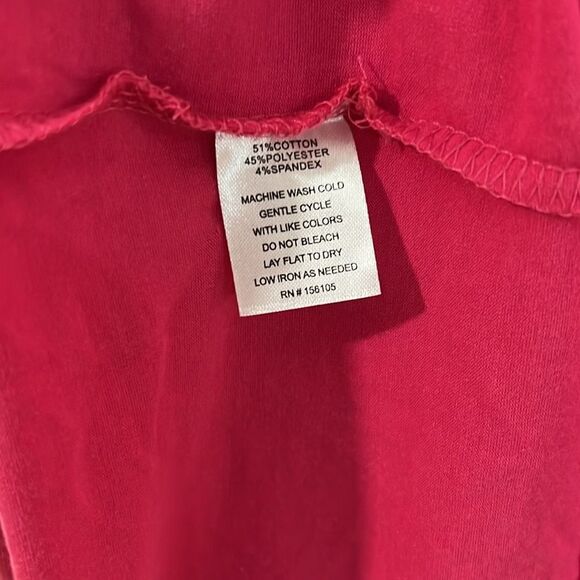 51%COTTON
45%POLYESTER
4%SPANDEX
MACHINE WASH COLD
GENTLE CYCLE
WITH LIKE COLORS
DO NOT BLEACH
LAY FLAT TO DRY
LOW IRON AS NEEDED
RN # 156105